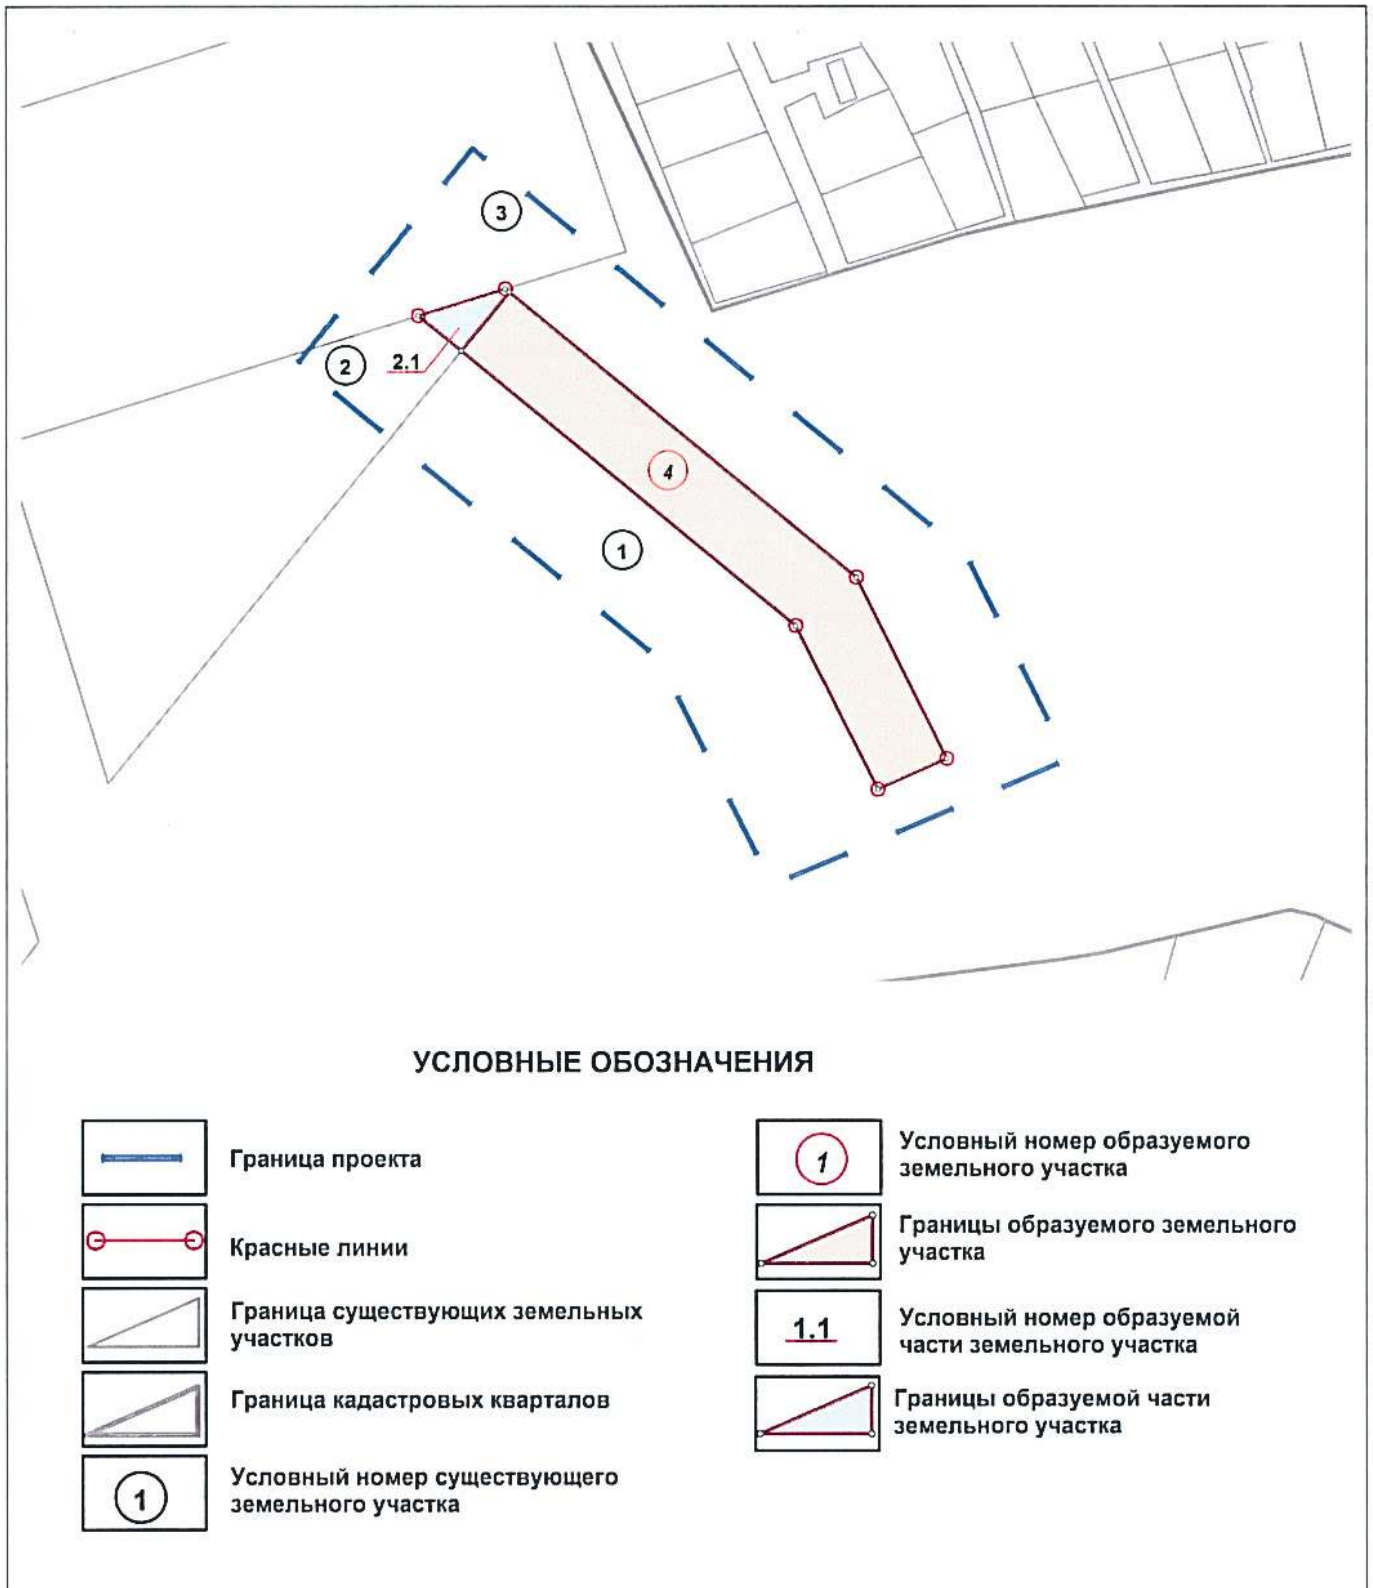 3
2
2.1
4
1
УСЛОВНЫЕ ОБОЗНАЧЕНИЯ
Граница проекта
Красные линии
Граница существующих земельных
участков
Граница кадастровых кварталов
1
Условный номер существующего
земельного участка
1
Условный номер образуемого
земельного участка
Границы образуемого земельного
участка
1.1
Условный номер образуемой
части земельного участка
Границы образуемой части
земельного участка